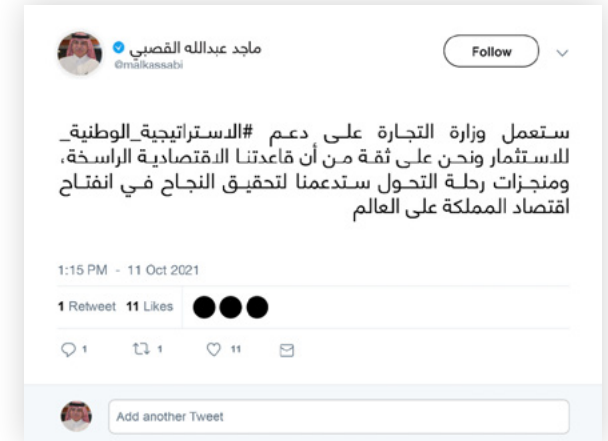 ماجد عبدالله القصبي
@malkassabi
Follow
ستعمل وزارة التجارة على دعم #الاستراتيجية_الوطنية_
للاستثمار ونحن على ثقة من أن قاعدتنا الاقتصادية الراسخة،
ومنجزات رحلة التحول ستدعمنا لتحقيق النجاح في انفتاح
اقتصاد المملكة على العالم
1:15 PM - 11 Oct 2021
1 Retweet 11 Likes
1 1 11
Add another Tweet